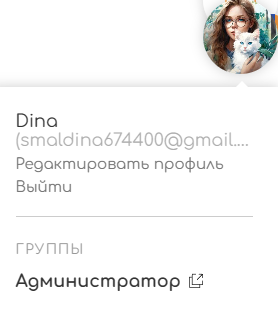 Dina
(smaldina674400@gmail....
Редактировать профиль
Выйти
ГРУППЫ
Администратор